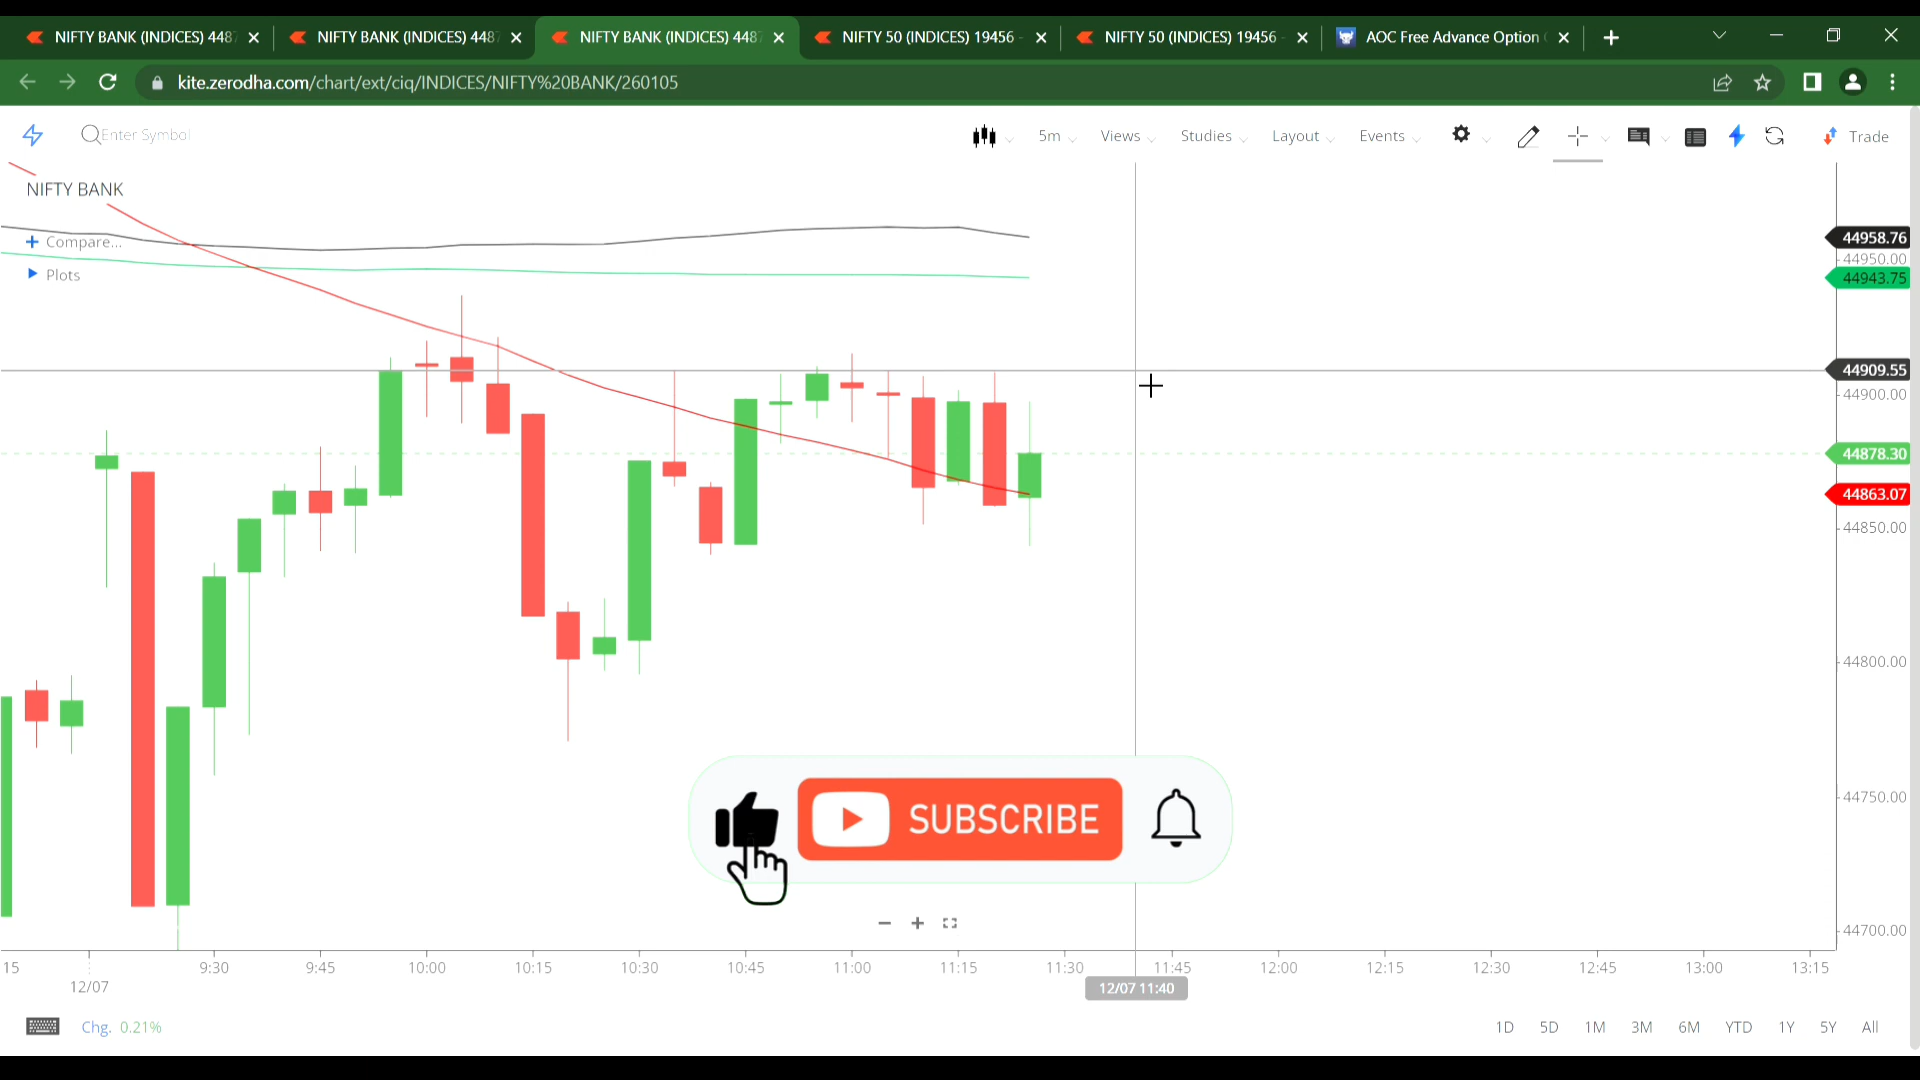 NIFTY BANK (INDICES) 448 NIFTY BANK (INDICES) 448 NIFTY BANK (INDICES) 448 NIFTY 50 (INDICES) 19456 - NIFTY 50 (INDICES) 19456 - AOC Free Advance Option
kite.zerodha.com/chart/ext/ciq/INDICES/NIFTY%20BANK/260105
Enter Symbol 5m Views Studies Layout Events Trade
NIFTY BANK
Compare...
Plots
44958.76
44950.00
44943.75
44909.55
44900.00
44878.30
44863.07
44850.00
44800.00
44750.00
44700.00
SUBSCRIBE
15 9:30 9:45 10:00 10:15 10:30 10:45 11:00 11:15 11:30 11:45 12:00 12:15 12:30 12:45 13:00 13:15
12/07 12/07 11:40
Chg. 0.21% 1D 5D 1M 3M 6M YTD 1Y 5Y All